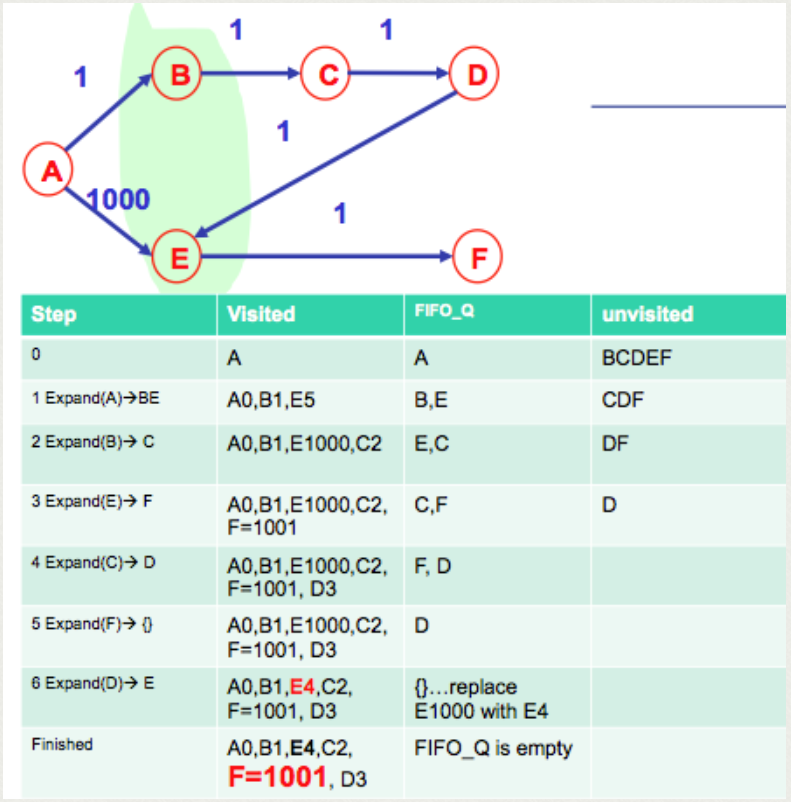 1
1
1
B
C
D
1
A
1000
1
E
F
Step Visited FIFO_Q unvisited
0 A A BCDEF
1 Expand(A)→BE A0,B1,E5 B,E CDF
2 Expand(B)→ C A0,B1,E1000,C2 E,C DF
3 Expand(E)→ F A0,B1,E1000,C2, C,F D
F=1001
4 Expand(C)→ D A0,B1,E1000,C2, F, D
F=1001, D3
5 Expand(F)→ {} A0,B1,E1000,C2, D
F=1001, D3
6 Expand(D)→ E A0,B1,E4,C2, {}...replace
F=1001, D3 E1000 with E4
Finished A0,B1,E4,C2, FIFO_Q is empty
F=1001, D3